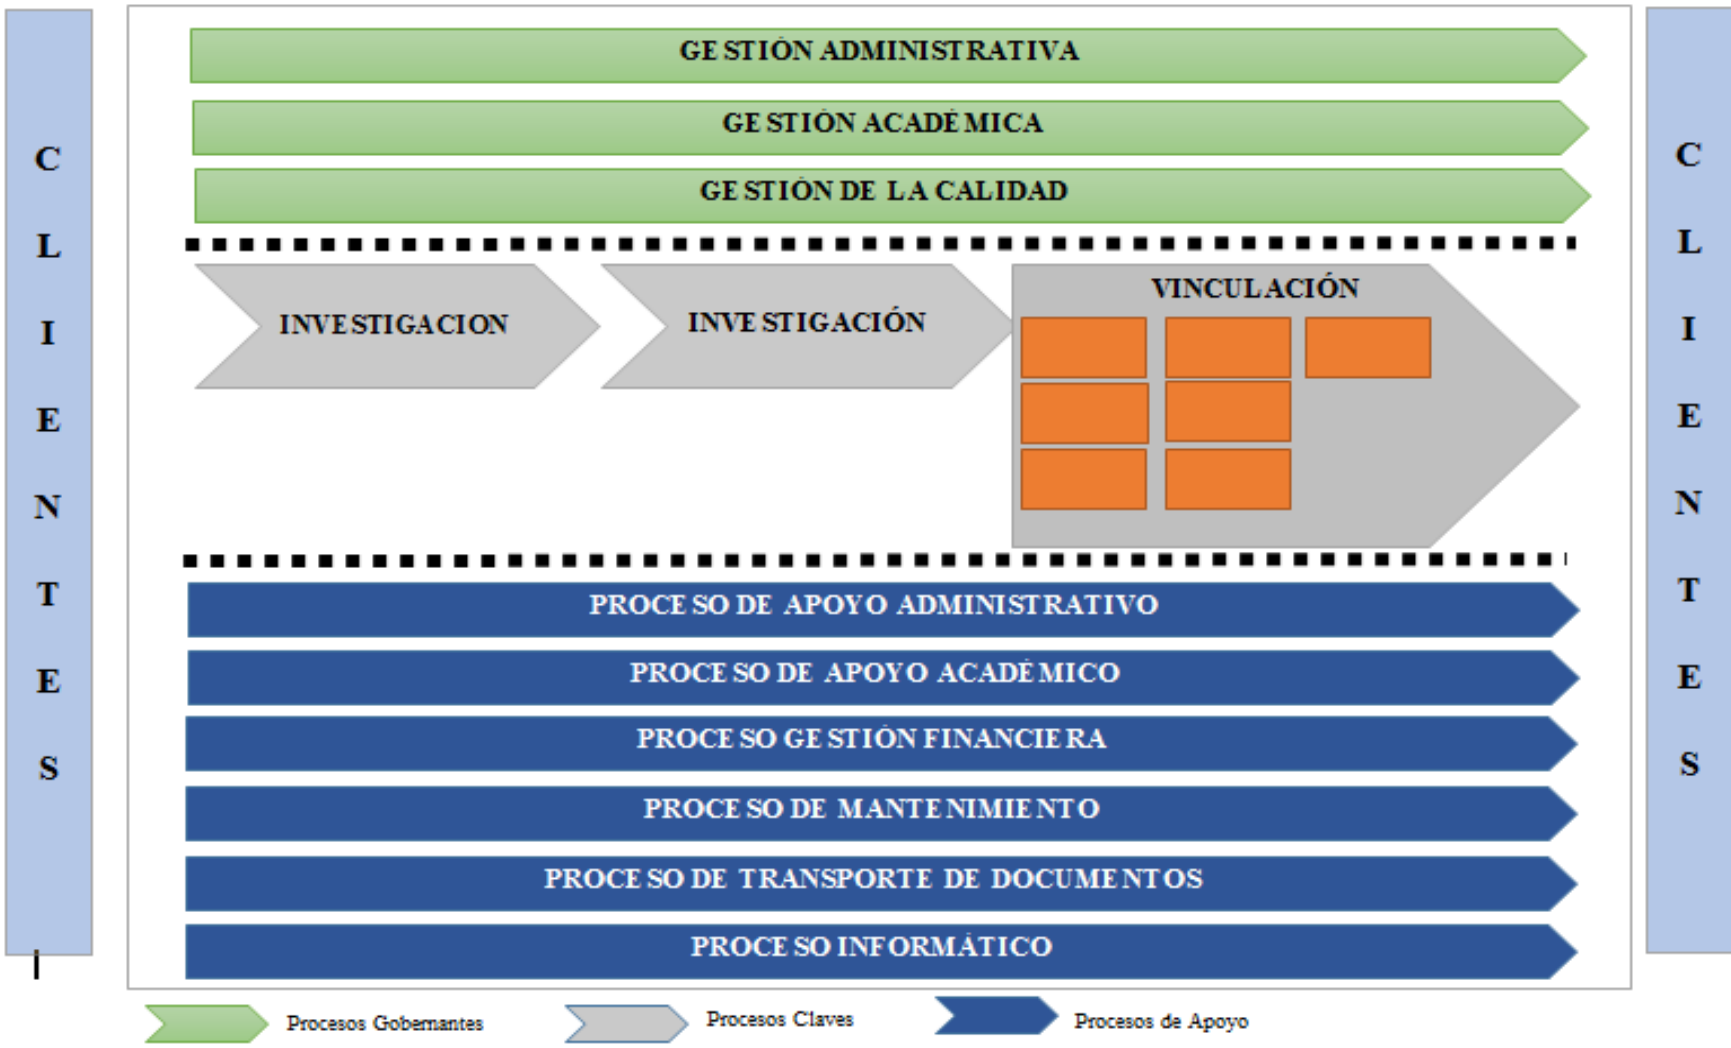 C
L
I
E
N
T
E
S
GESTIÓN ADMINISTRATIVA
GESTIÓN ACADÉMICA
GESTIÓN DE LA CALIDAD
INVESTIGACION
INVESTIGACIÓN
VINCULACIÓN
PROCESO DE APOYO ADMINISTRATIVO
PROCESO DE APOYO ACADÉMICO
PROCESO GESTIÓN FINANCIERA
PROCESO DE MANTENIMIENTO
PROCESO DE TRANSPORTE DE DOCUMENTOS
PROCESO INFORMÁTICO
C
L
I
E
N
T
E
S
Procesos Gobernantes
Procesos Claves
Procesos de Apoyo